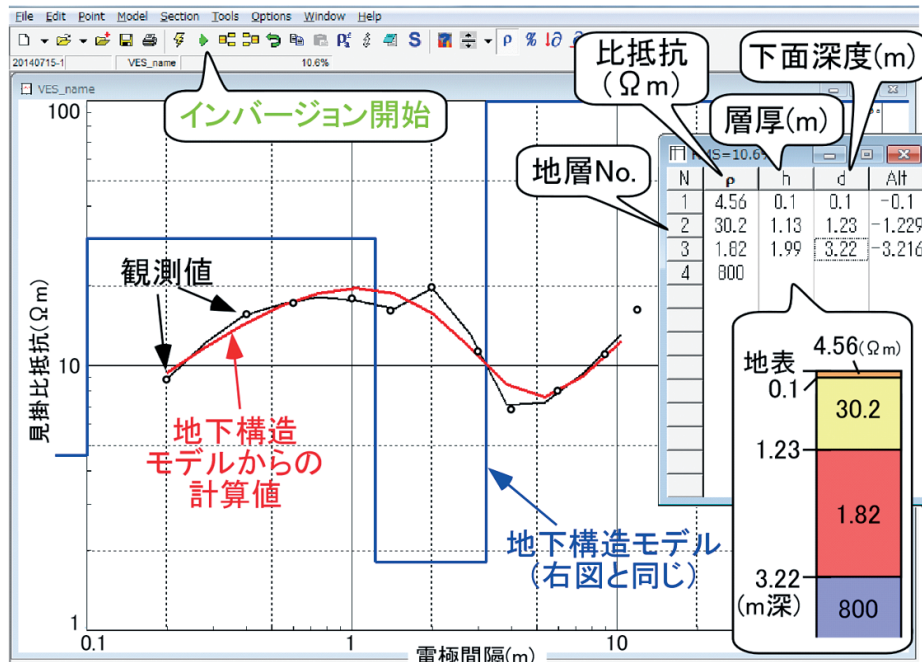 File Edit Point Model Section Tools Options Window Help
20140715-1 VES_name 10.6%
VES_name
インバージョン開始
比抵抗
(Ωm)
層厚(m)
下面深度(m)
地層No.
RMS=10.6%
N ρ h d Alt
1 4.56 0.1 0.1 -0.1
2 30.2 1.13 1.23 -1.229
3 1.82 1.99 3.22 -3.216
4 800
100
10
1
見掛比抵抗(Ωm)
観測値
地下構造
モデルからの
計算値
地下構造モデル
(右図と同じ)
0.1 1 10
電極間隔(m)
4.56(Ωm)
地表
0.1
30.2
1.23
1.82
3.22
(m深)
800